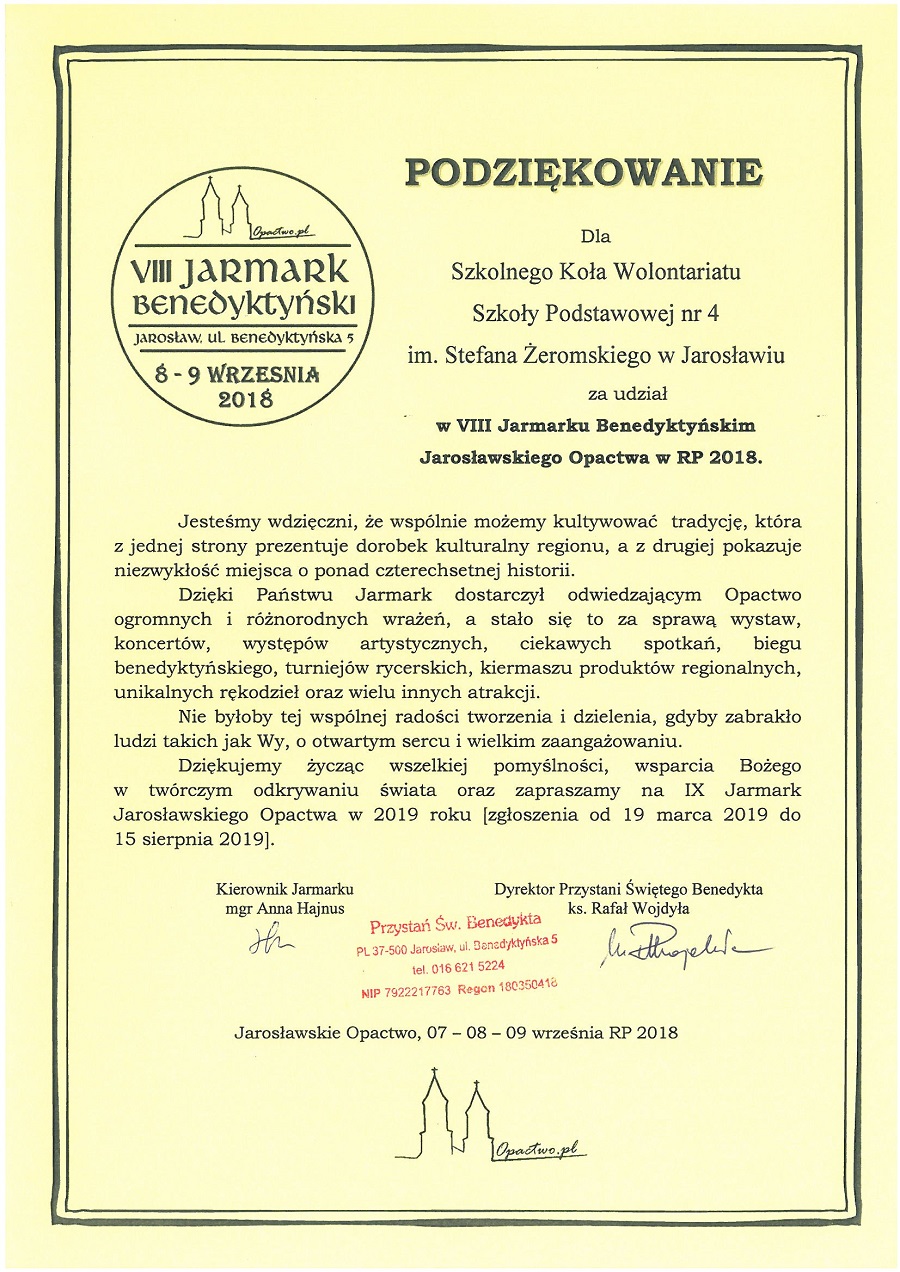 Opactwo.pl
VIII JARMARK
BENEDYKTYŃSKI
JAROSŁAW, UL. BENEDYKTYŃSKA 5
8 - 9 WRZEŚNIA
2018
PODZIĘKOWANIE
Dla
Szkolnego Koła Wolontariatu
Szkoły Podstawowej nr 4
im. Stefana Żeromskiego w Jarosławiu
za udział
w VIII Jarmarku Benedyktyńskim
Jarosławskiego Opactwa w RP 2018.
Jesteśmy wdzięczni, że wspólnie możemy kultywować tradycję, która
z jednej strony prezentuje dorobek kulturalny regionu, a z drugiej pokazuje
niezwykłość miejsca o ponad czterechsetnej historii.
Dzięki Państwu Jarmark dostarczył odwiedzającym Opactwo
ogromnych i różnorodnych wrażeń, a stało się to za sprawą wystaw,
koncertów, występów artystycznych, ciekawych spotkań, biegu
benedyktyńskiego, turniejów rycerskich, kiermaszu produktów regionalnych,
unikalnych rękodzieł oraz wielu innych atrakcji.
Nie byłoby tej wspólnej radości tworzenia i dzielenia, gdyby zabrakło
ludzi takich jak Wy, o otwartym sercu i wielkim zaangażowaniu.
Dziękujemy życząc wszelkiej pomyślności, wsparcia Bożego
w twórczym odkrywaniu świata oraz zapraszamy na IX Jarmark
Jarosławskiego Opactwa w 2019 roku [zgłoszenia od 19 marca 2019 do
15 sierpnia 2019].
Kierownik Jarmarku
mgr Anna Hajnus
Dyrektor Przystani Świętego Benedykta
ks. Rafał Wojdyła
Przystań Św. Benedykta
PL 37-500 Jarosław, ul. Benedyktyńska 5
tel. 016 621 5224
NIP 7922217763 Regon 180350418
Jarosławskie Opactwo, 07 – 08 – 09 września RP 2018
Opactwo.pl